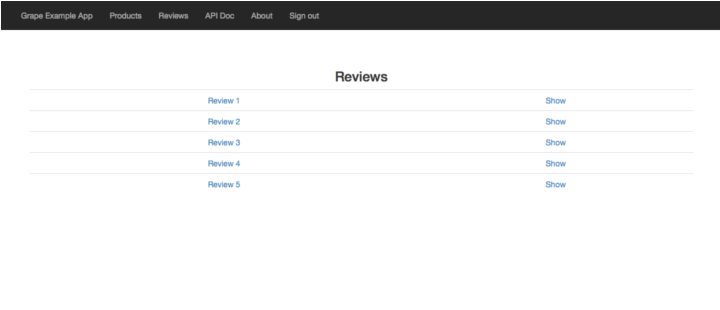 Grape Example App Products Reviews API Doc About Sign out
Reviews
Review 1 Show
Review 2 Show
Review 3 Show
Review 4 Show
Review 5 Show